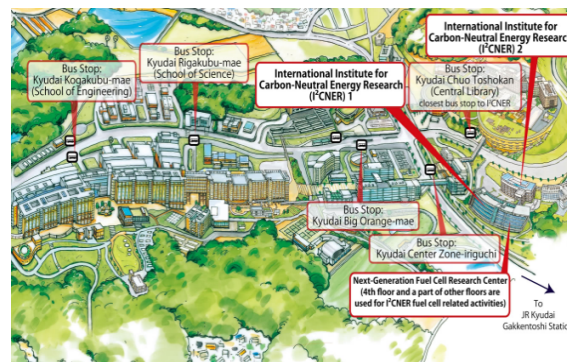 International Institute for
Carbon-Neutral Energy Research
(I²CNER) 2
Bus Stop:
Kyudai Rigakubu-mae
(School of Science)
Bus Stop:
Kyudai Kogakubu-mae
(School of Engineering)
International Institute for
Carbon-Neutral Energy Research
(I²CNER) 1
Bus Stop:
Kyudai Chuo Toshokan
(Central Library)
closest bus stop to I²CNER
Bus Stop:
Kyudai Big Orange-mae
Bus Stop:
Kyudai Center Zone-iriguchi
Next-Generation Fuel Cell Research Center
(4th floor and a part of other floors are
used for I²CNER fuel cell related activities)
To
JR Kyudai
Gakkentoshi Static